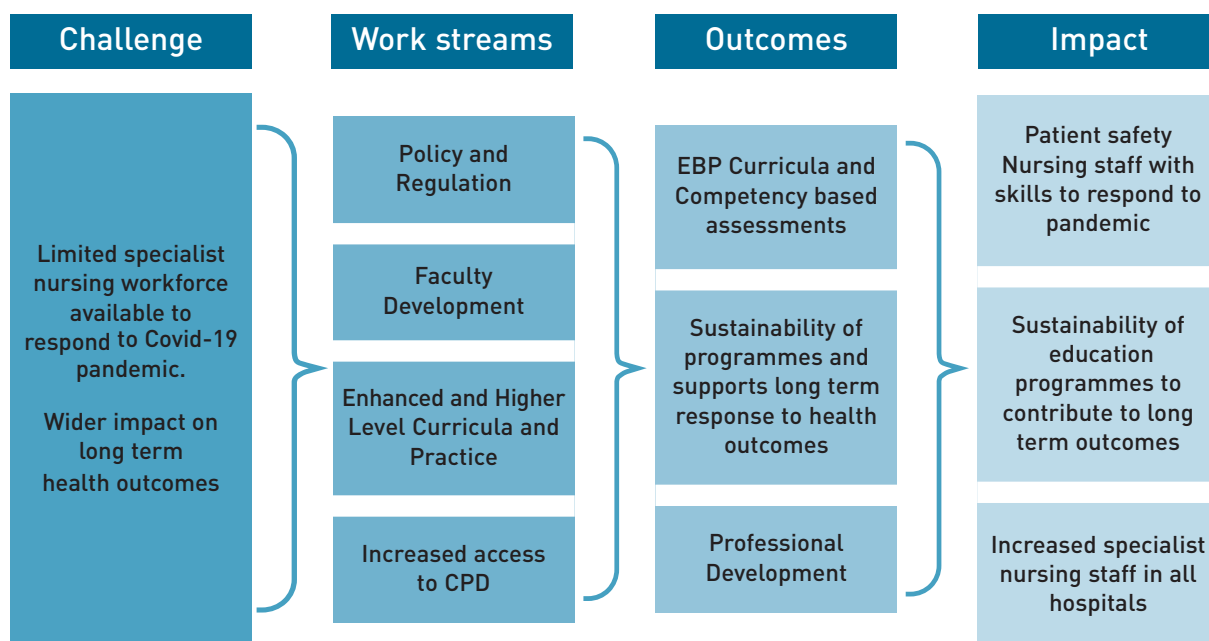 Challenge
Work streams
Outcomes
Impact
Limited specialist
nursing workforce
available to
respond to Covid-19
pandemic.
Wider impact on
long term
health outcomes
Policy and
Regulation
Faculty
Development
Enhanced and Higher
Level Curricula and
Practice
Increased access
to CPD
EBP Curricula and
Competency based
assessments
Sustainability of
programmes and
supports long term
response to health
outcomes
Professional
Development
Patient safety
Nursing staff with
skills to respond to
pandemic
Sustainability of
education
programmes to
contribute to long
term outcomes
Increased specialist
nursing staff in all
hospitals